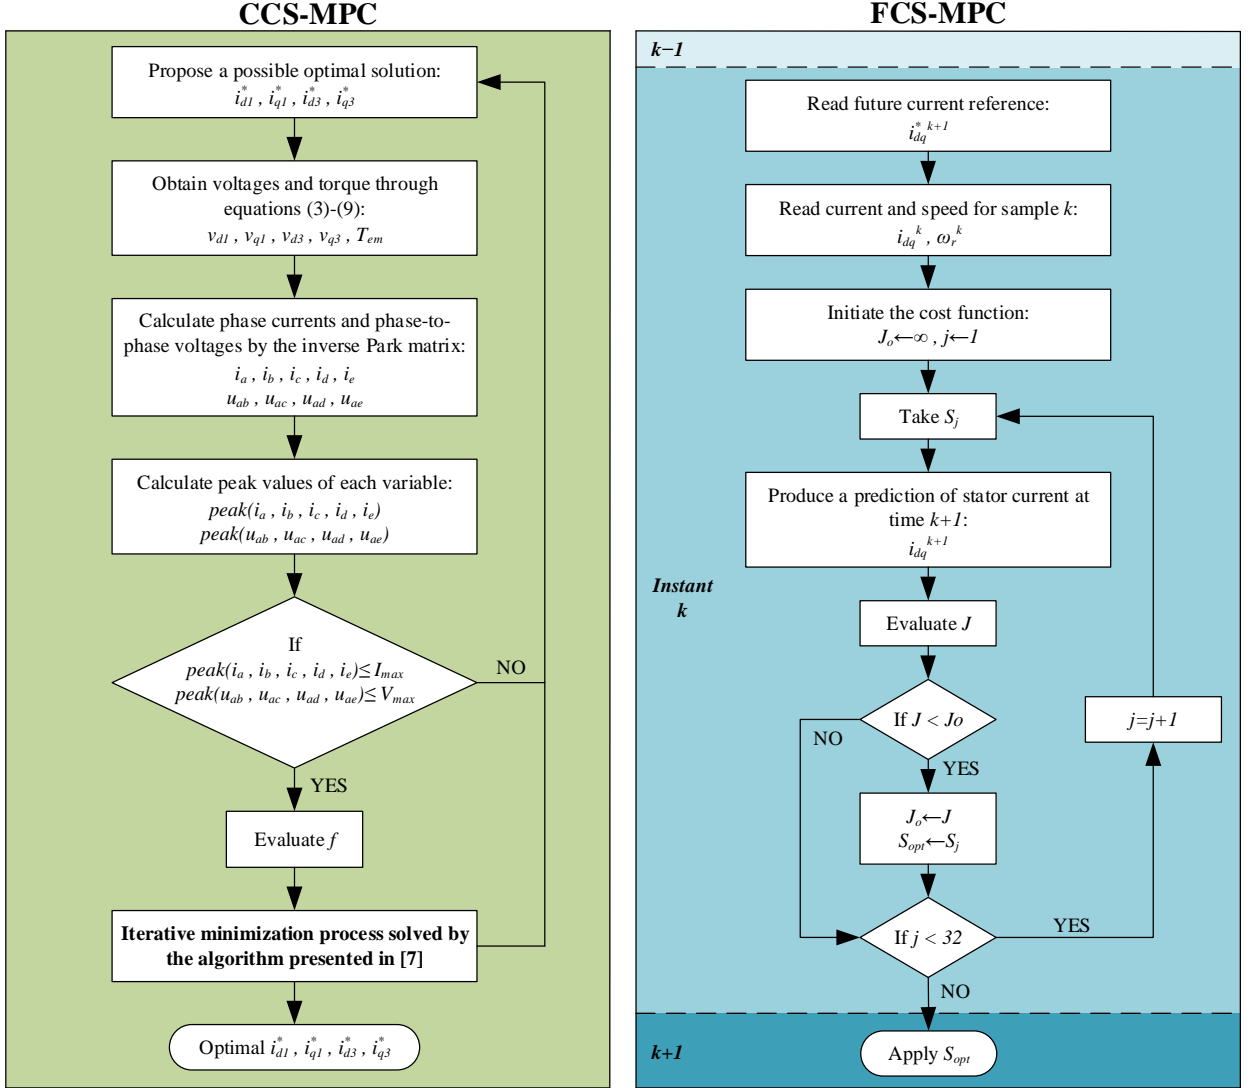 CCS-MPC
Propose a possible optimal solution:
i*d1 , i*q1 , i*d3 , i*q3
Obtain voltages and torque through
equations (3)-(9):
vd1 , vq1 , vd3 , vq3 , Tem
Calculate phase currents and phase-to-
phase voltages by the inverse Park matrix:
ia , ib , ic , id , ie
uab , uac , uad , uae
Calculate peak values of each variable:
peak(ia , ib , ic , id , ie)
peak(uab , uac , uad , uae)
If
peak(ia , ib , ic , id , ie)≤Imax
peak(uab , uac , uad , uae)≤Vmax
NO
YES
Evaluate f
Iterative minimization process solved by
the algorithm presented in [7]
Optimal i*d1 , i*q1 , i*d3 , i*q3
FCS-MPC
k−1
Read future current reference:
i*dq k+1
Read current and speed for sample k:
idq k , ωr k
Initiate the cost function:
Jo←∞ , j←1
Take Sj
Produce a prediction of stator current at
time k+1:
idq k+1
Instant
k
Evaluate J
If J < Jo
NO
YES
j=j+1
Jo←J
Sopt←Sj
If j < 32
YES
NO
k+1
Apply Sopt